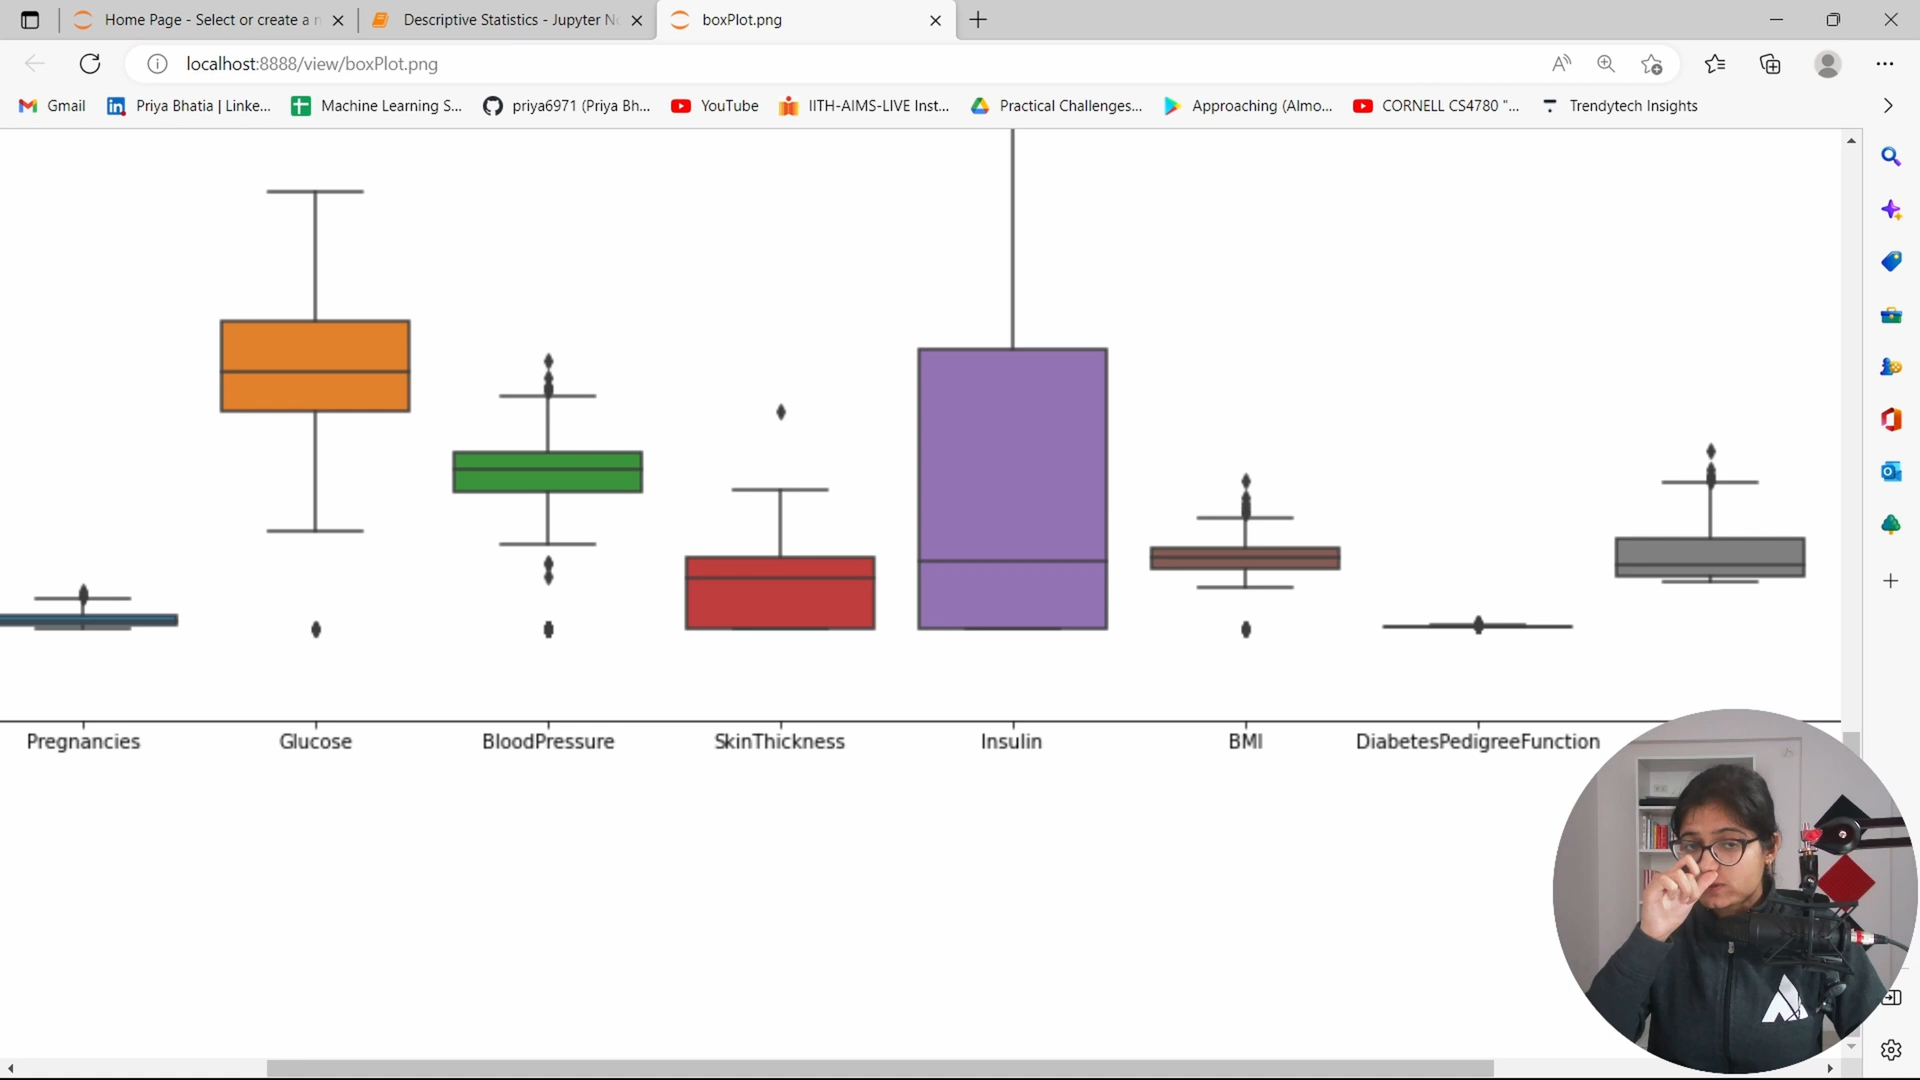 Home Page - Select or create a n
Descriptive Statistics - Jupyter No
boxPlot.png
localhost:8888/view/boxPlot.png
Gmail
Priya Bhatia | Linke...
Machine Learning S...
priya6971 (Priya Bh...
YouTube
IITH-AIMS-LIVE Inst...
Practical Challenges...
Approaching (Almo...
CORNELL CS4780 "...
Trendytech Insights
Pregnancies
Glucose
BloodPressure
SkinThickness
Insulin
BMI
DiabetesPedigreeFunction